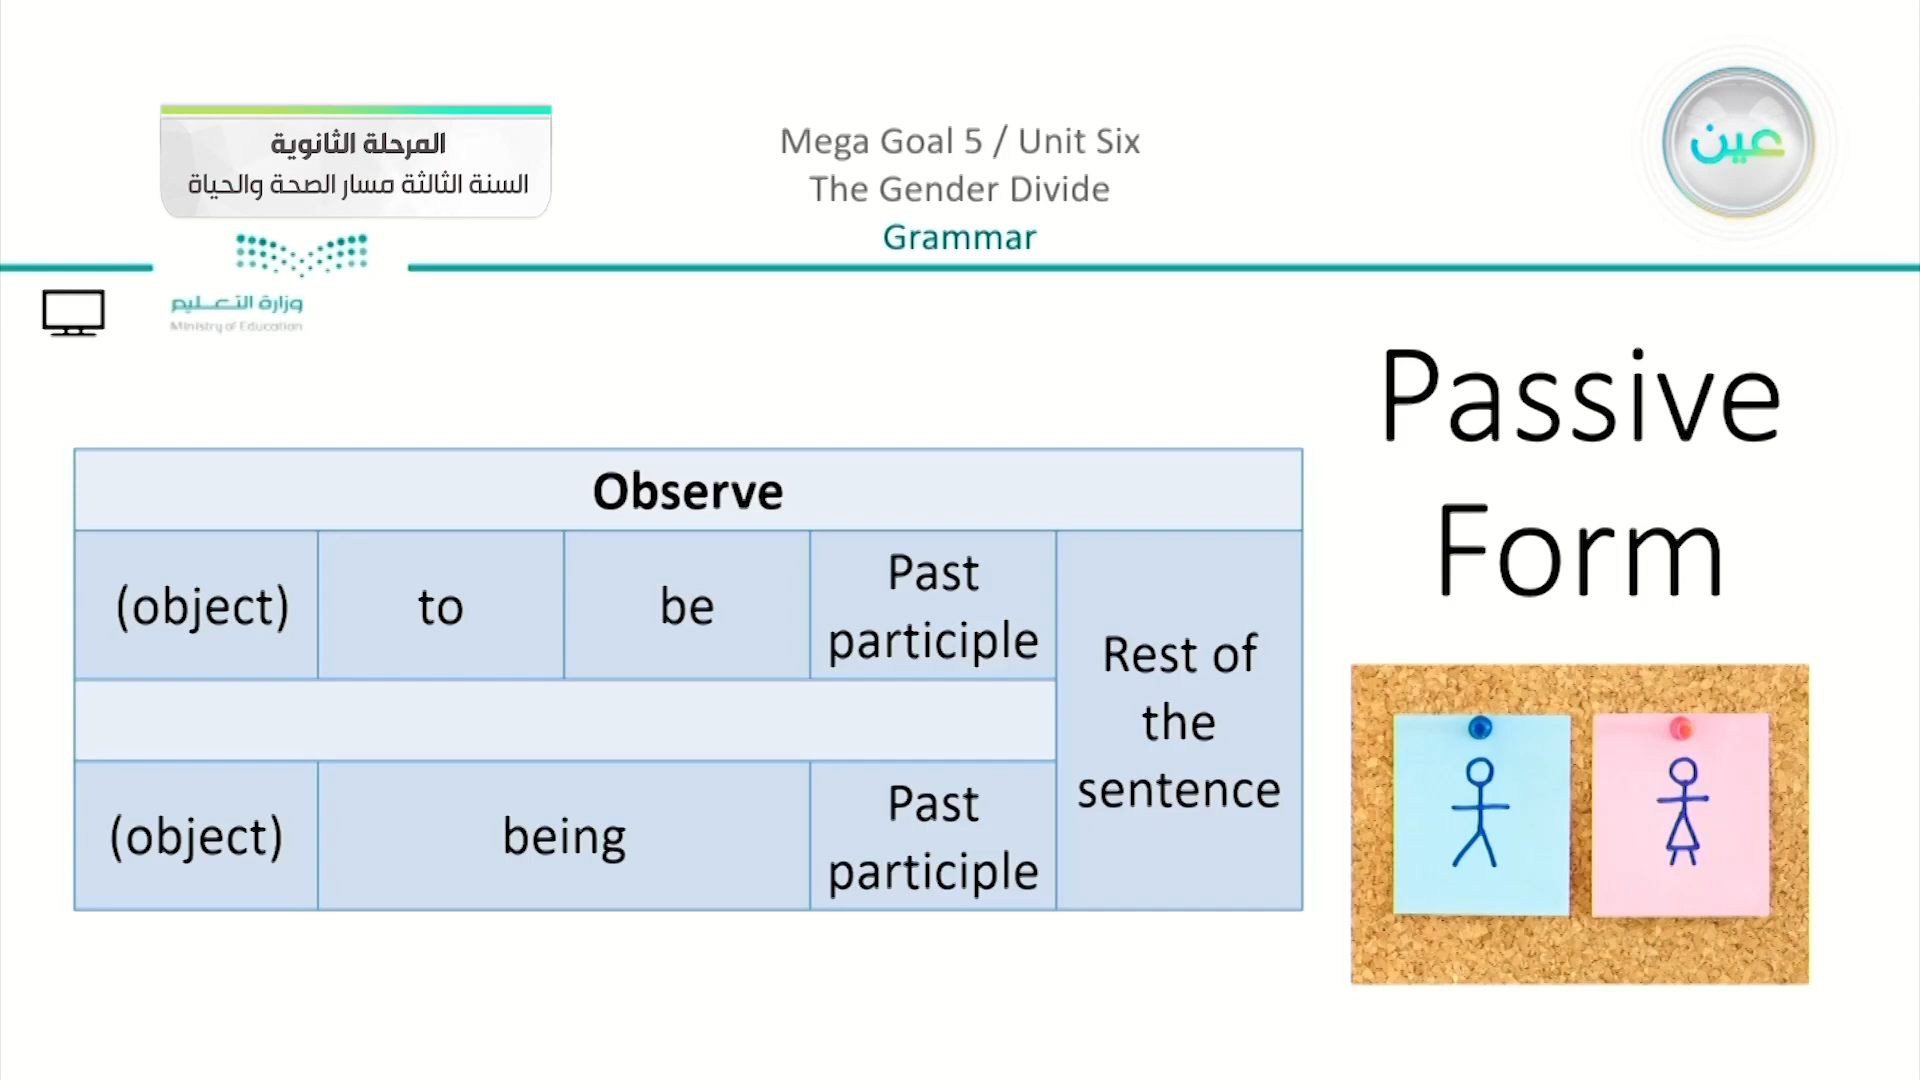 المرحلة الثانوية
السنة الثالثة مسار الصحة والحياة
Mega Goal 5 / Unit Six
The Gender Divide
Grammar
عين
وزارة التعليم
Ministry of Education
Passive
Form
Observe
(object)
to
be
Past
participle
Rest of
the
sentence
(object)
being
Past
participle